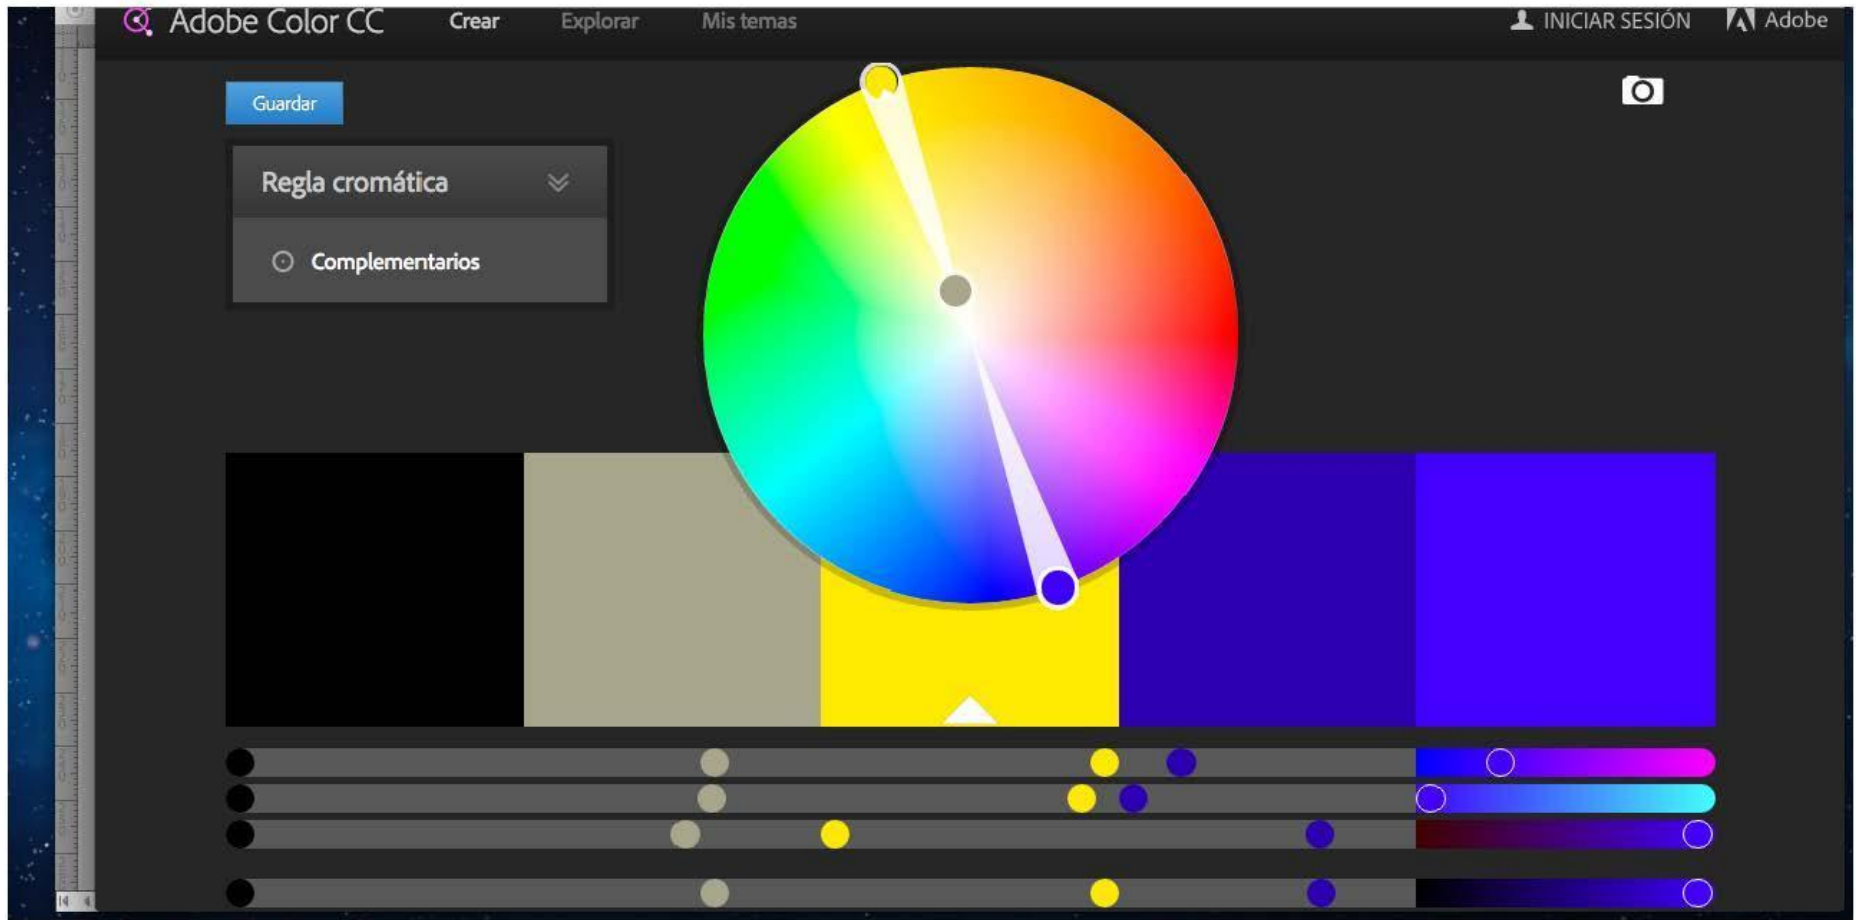 Adobe Color CC Crear Explorar Mis temas INICIAR SESIÓN Adobe
Guardar
Regla cromática
Complementarios